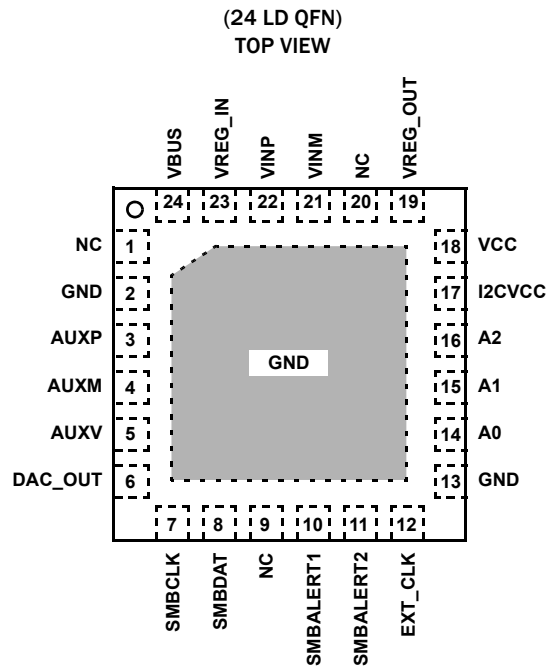 (24 LD QFN)
TOP VIEW
VBUS
VREG_IN
VINP
VINM
NC
VREG_OUT
24 23 22 21 20 19
NC 1 18 VCC
GND 2 17 I2CVCC
AUXP 3 16 A2
GND
AUXM 4 15 A1
AUXV 5 14 A0
DAC_OUT 6 13 GND
7 8 9 10 11 12
SMBCLK
SMBDAT
NC
SMBALERT1
SMBALERT2
EXT_CLK